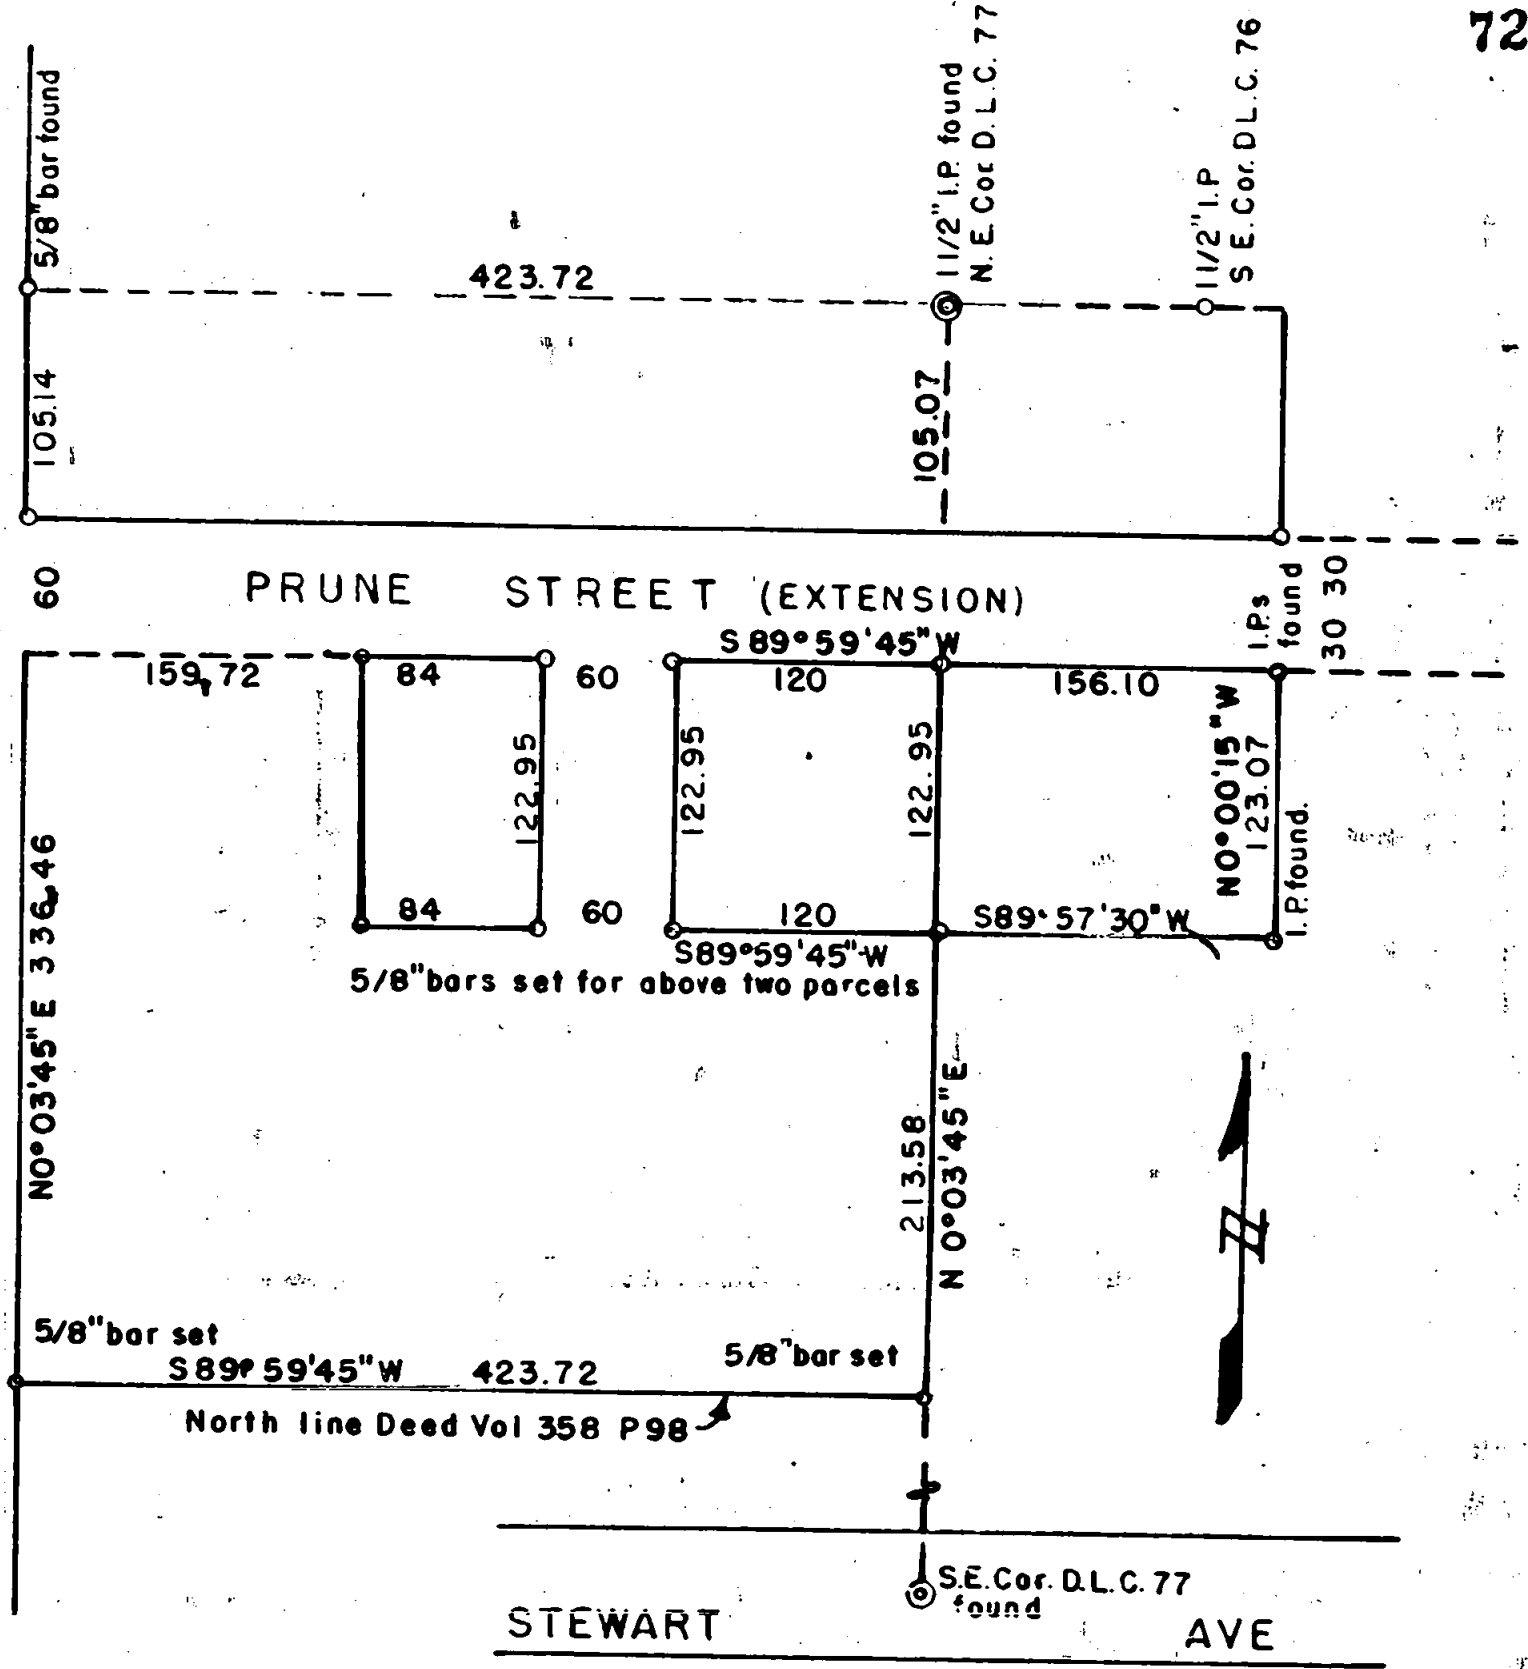 72
5/8" bar found
1 1/2" I.P. found
N. E. Cor. D. L. C. 77
1 1/2" I.P
S E. Cor. D L. C. 76
423.72
105.14
105.07
60
PRUNE STREET (EXTENSION)
I.P.s
found
30 30
S 89° 59' 45" W
159.72
84
60
120
156.10
122.95
122.95
122.95
N0° 00' 15" W
123.07
I.P. found.
N0° 03' 45" E 336.46
84
60
120
S89° 57' 30" W
S89° 59' 45" W
5/8" bars set for above two parcels
213.58
N 0° 03' 45" E
N
5/8" bar set
5/8" bar set
S 89° 59' 45" W 423.72
North line Deed Vol 358 P98
S.E. Cor. D.L.C. 77
found
STEWART AVE